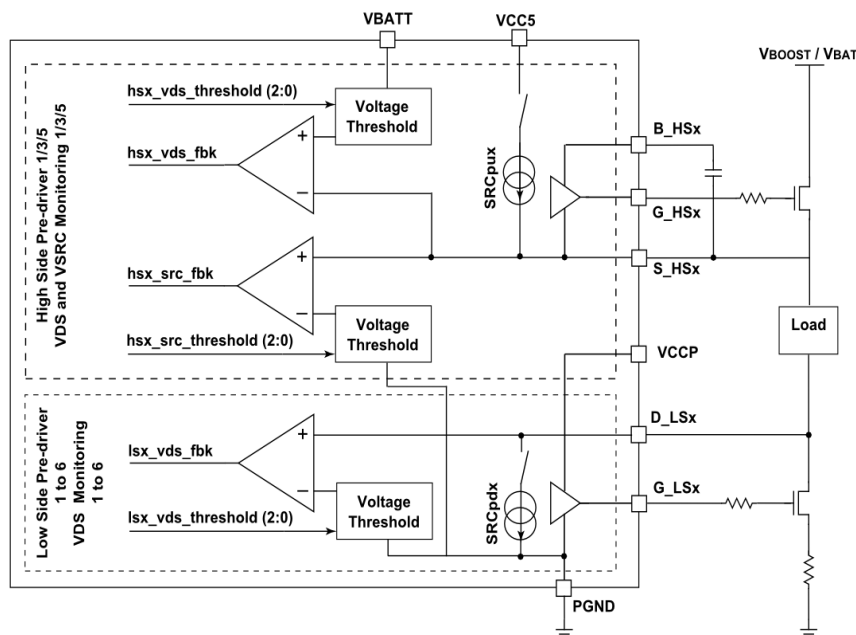 VBATT
VCC5
VBOOST / VBAT
hsx_vds_threshold (2:0)
Voltage
Threshold
+
B_HSx
hsx_vds_fbk
−
SRCpux
G_HSx
High Side Pre-driver 1/3/5
VDS and VSRC Monitoring 1/3/5
+
S_HSx
hsx_src_fbk
−
Voltage
Threshold
Load
hsx_src_threshold (2:0)
VCCP
D_LSx
Low Side Pre-driver
1 to 6
VDS Monitoring
1 to 6
+
lsx_vds_fbk
−
Voltage
Threshold
SRCpdx
G_LSx
lsx_vds_threshold (2:0)
PGND